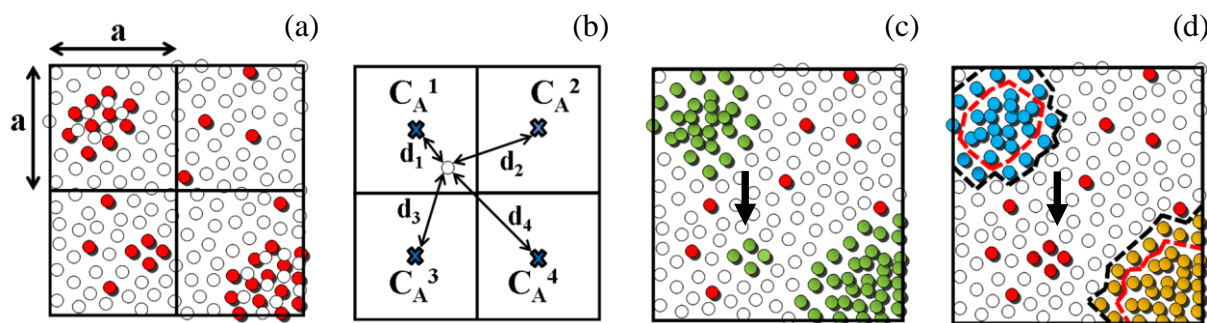 (a)
a
a
(b)
C_A^1
C_A^2
d_1
d_2
d_3
d_4
C_A^3
C_A^4
(c)
(d)